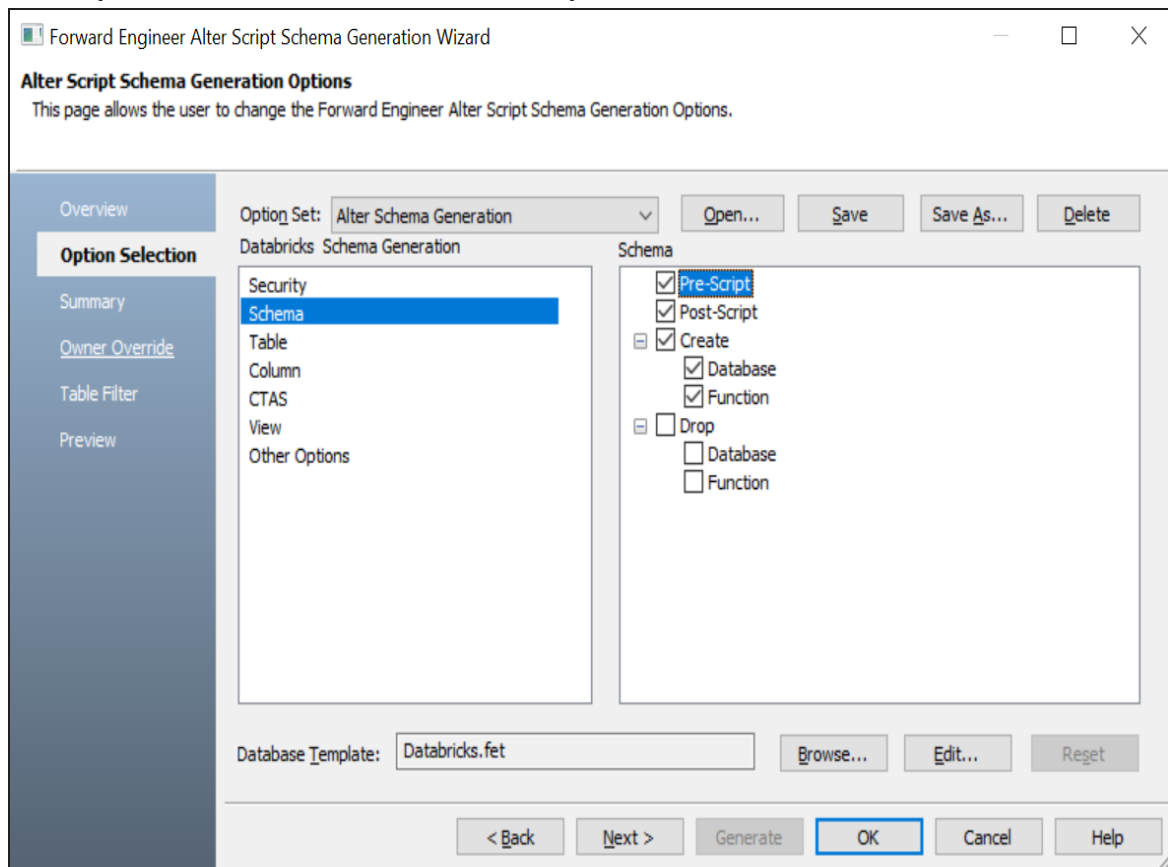 Forward Engineer Alter Script Schema Generation Wizard
Alter Script Schema Generation Options
This page allows the user to change the Forward Engineer Alter Script Schema Generation Options.
Overview
Option Selection
Summary
Owner Override
Table Filter
Preview
Option Set: Alter Schema Generation Open... Save Save As... Delete
Databricks Schema Generation
Security
Schema
Table
Column
CTAS
View
Other Options
Schema
Pre-Script
Post-Script
Create
Database
Function
Drop
Database
Function
Database Template: Databricks.fet Browse... Edit... Reset
< Back Next > Generate OK Cancel Help